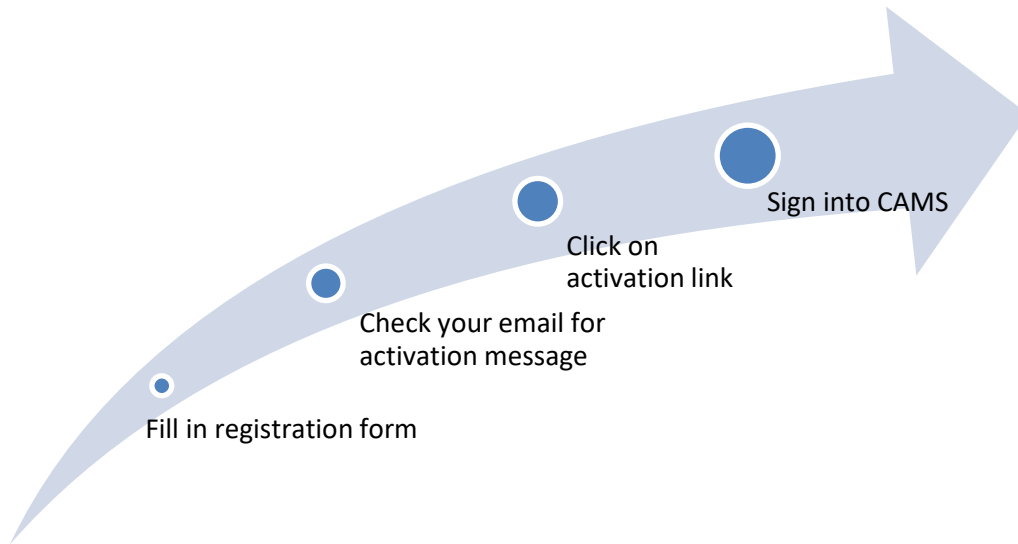 Fill in registration form
Check your email for
activation message
Click on
activation link
Sign into CAMS